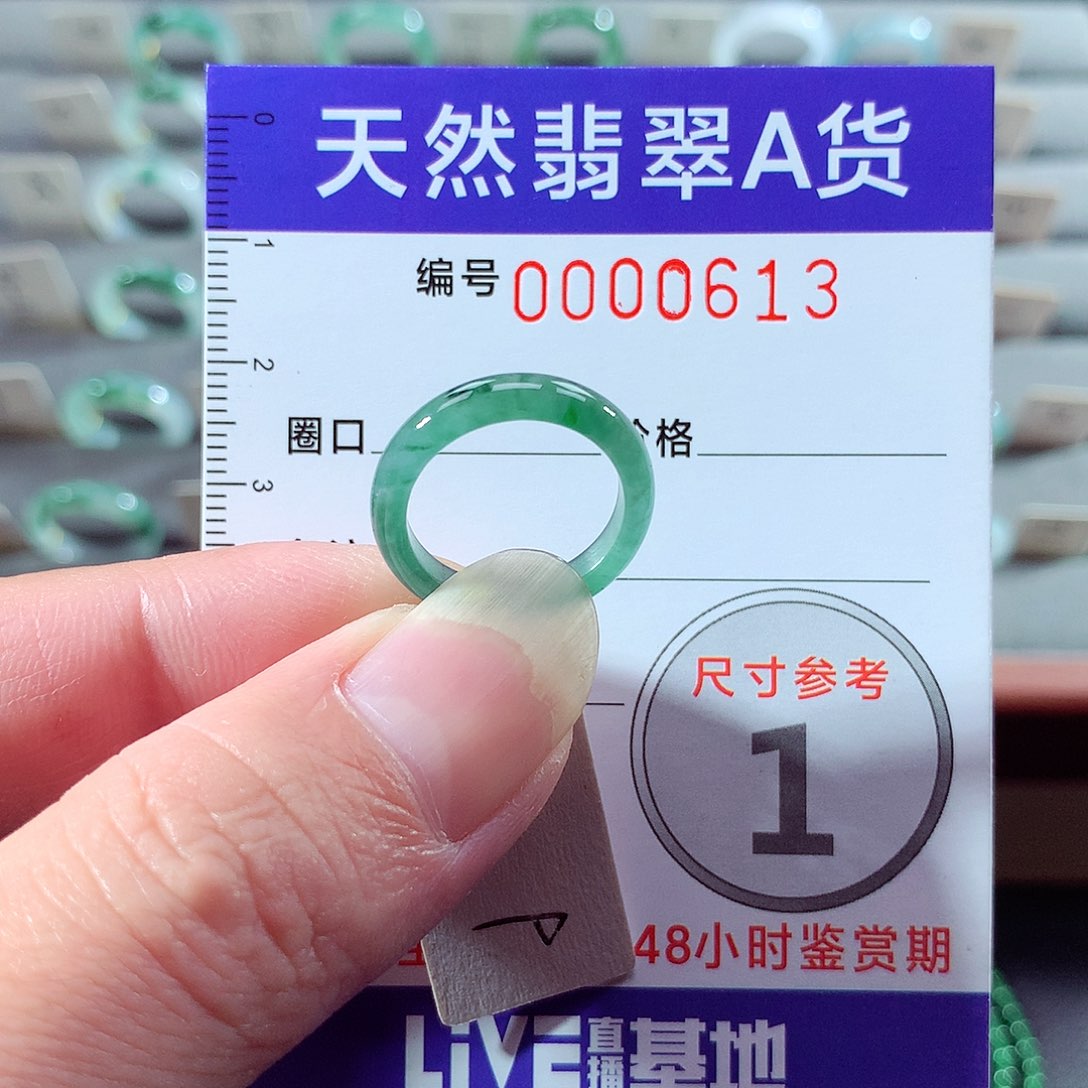 天然翡翠A货
0
1
2
3
编号 0000613
圈口 格
尺寸参考
1
48小时鉴赏期
LiVE 直播 基地